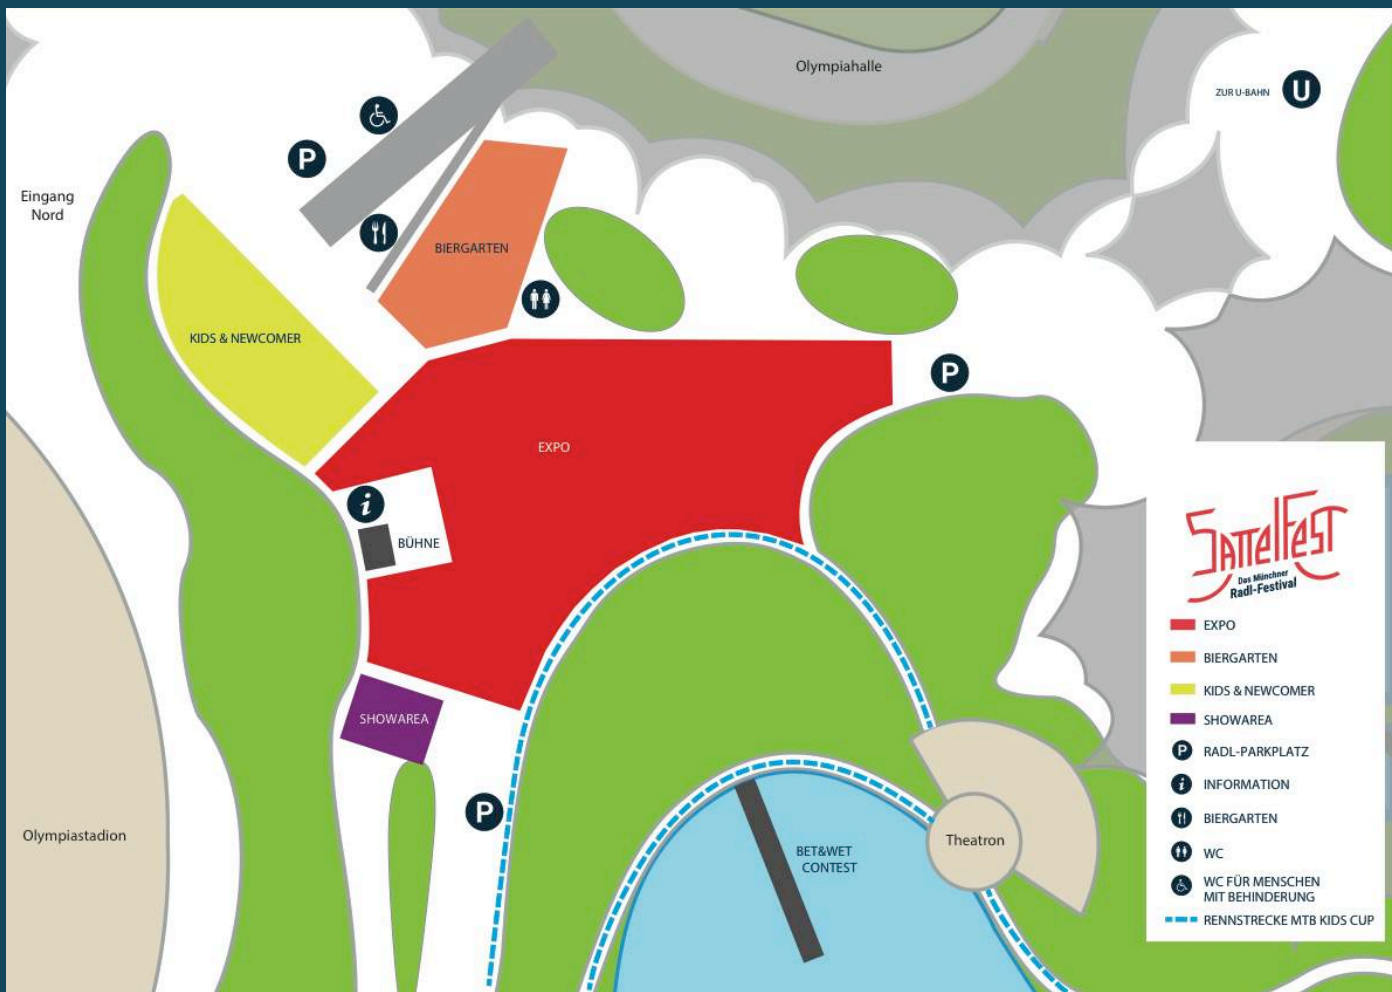 Olympiahalle
ZUR U-BAHN U
P
Eingang
Nord
BIERGARTEN
KIDS & NEWCOMER
P
EXPO
i
BÜHNE
SHOWAREA
P
Olympiastadion
BET&WET
CONTEST
Theatron
SATTELFEST
Das Münchner
Radl-Festival
EXPO
BIERGARTEN
KIDS & NEWCOMER
SHOWAREA
P RADL-PARKPLATZ
i INFORMATION
BIERGARTEN
WC
WC FÜR MENSCHEN
MIT BEHINDERUNG
RENNSTRECKE MTB KIDS CUP